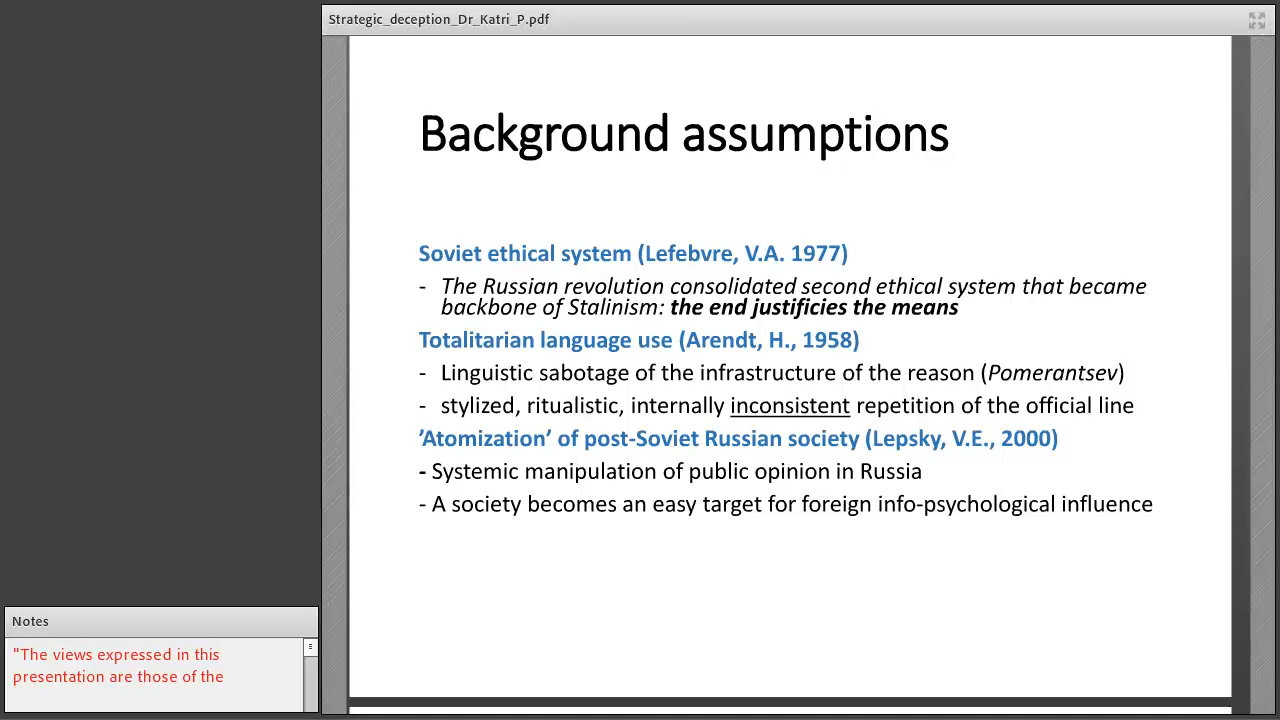 Strategic_deception_Dr_Katri_P.pdf
Background assumptions
Soviet ethical system (Lefebvre, V.A. 1977)
- The Russian revolution consolidated second ethical system that became
backbone of Stalinism: the end justificies the means
Totalitarian language use (Arendt, H., 1958)
- Linguistic sabotage of the infrastructure of the reason (Pomerantsev)
- stylized, ritualistic, internally inconsistent repetition of the official line
’Atomization’ of post-Soviet Russian society (Lepsky, V.E., 2000)
- Systemic manipulation of public opinion in Russia
- A society becomes an easy target for foreign info-psychological influence
Notes
"The views expressed in this
presentation are those of the